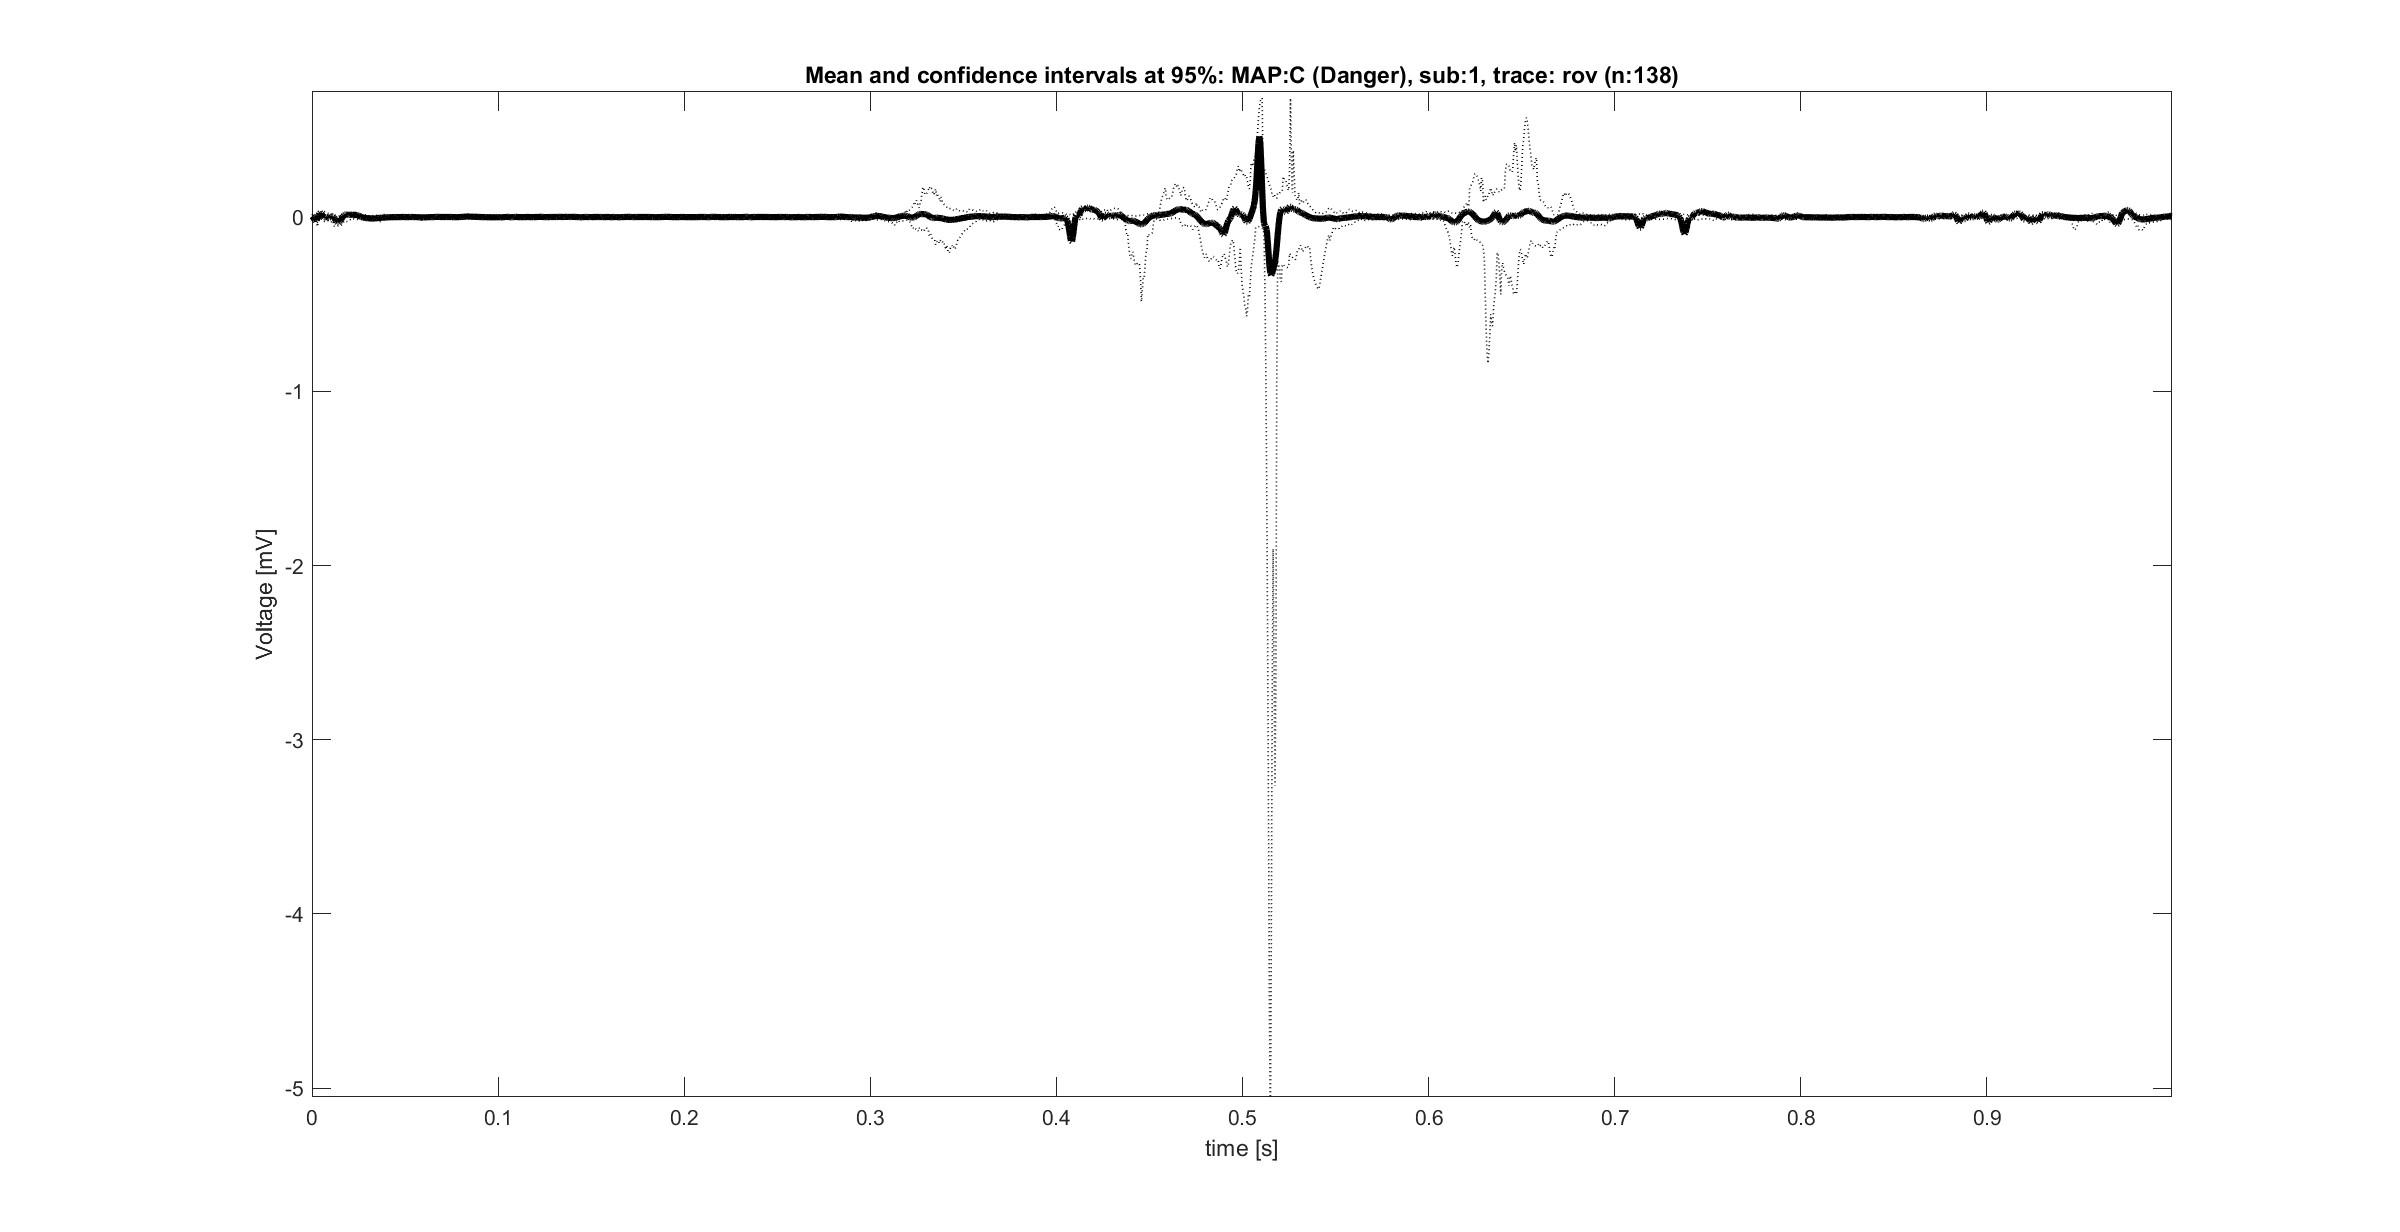 Mean and confidence intervals at 95%: MAP:C (Danger), sub:1, trace: rov (n:138)
0
-1
-2
-3
-4
-5
Voltage [mV]
0 0.1 0.2 0.3 0.4 0.5 0.6 0.7 0.8 0.9
time [s]